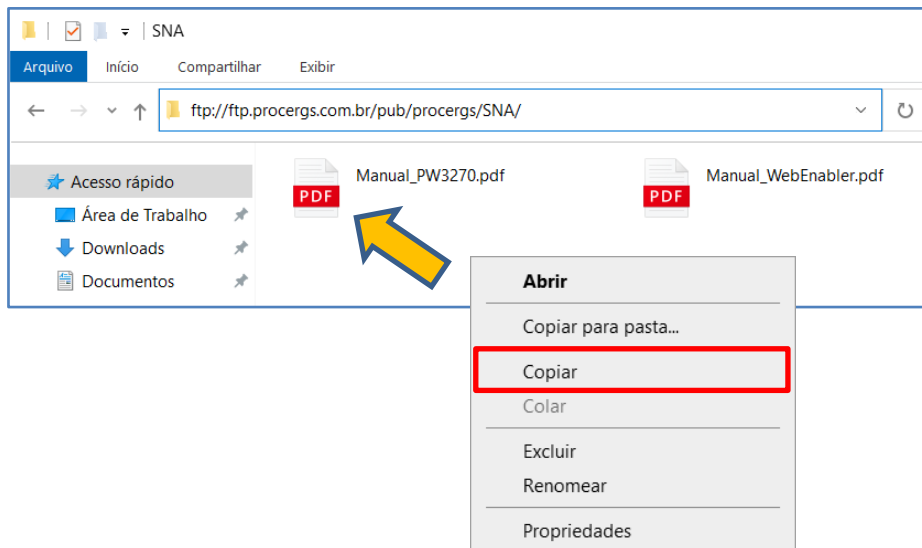 SNA
Arquivo Início Compartilhar Exibir
ftp://ftp.procergs.com.br/pub/procergs/SNA/
Acesso rápido
Área de Trabalho
Downloads
Documentos
PDF Manual_PW3270.pdf
PDF Manual_WebEnabler.pdf
Abrir
Copiar para pasta...
Copiar
Colar
Excluir
Renomear
Propriedades